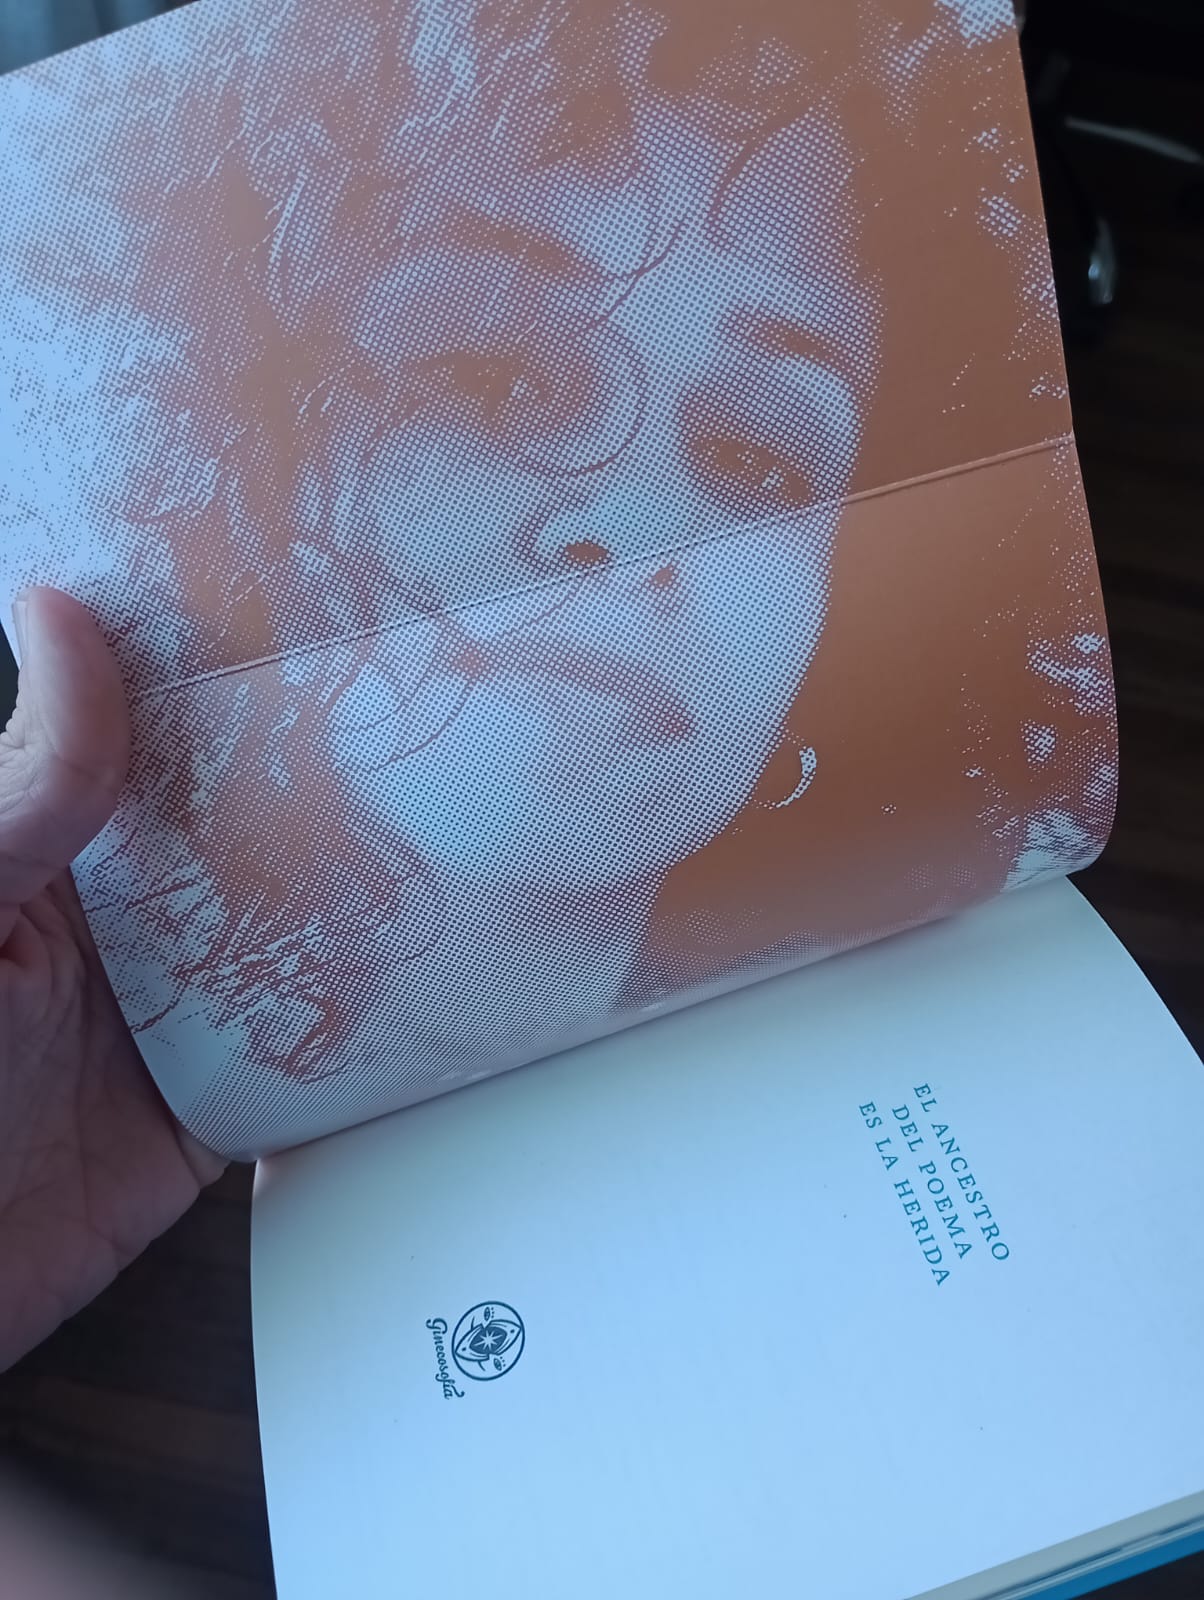 EL ANCESTRO
DEL POEMA
ES LA HERIDA
Ginecosofía